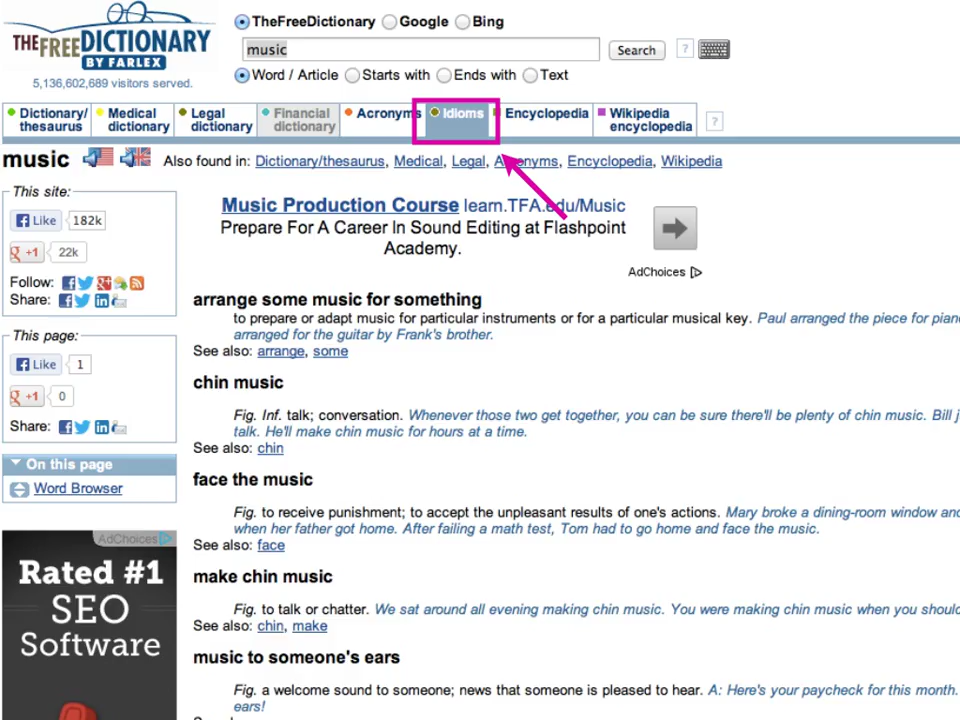 TheFreeDictionary Google Bing
THEFREEDICTIONARY
BY FARLEX
music Search ?
5,136,602,689 visitors served.
Word / Article Starts with Ends with Text
Dictionary/ thesaurus Medical dictionary Legal dictionary Financial dictionary Acronyms Idioms Encyclopedia Wikipedia encyclopedia ?
music Also found in: Dictionary/thesaurus, Medical, Legal, Acronyms, Encyclopedia, Wikipedia
This site:
Like 182k
+1 22k
Follow:
Share:
This page:
Like 1
+1 0
Share:
On this page
Word Browser
AdChoices
Rated #1
SEO
Software
Music Production Course learn.TFA.edu/Music
Prepare For A Career In Sound Editing at Flashpoint
Academy.
AdChoices
arrange some music for something
to prepare or adapt music for particular instruments or for a particular musical key. Paul arranged the piece for
arranged for the guitar by Frank's brother.
See also: arrange, some
chin music
Fig. Inf. talk; conversation. Whenever those two get together, you can be sure there'll be plenty of chin music. Bill
talk. He'll make chin music for hours at a time.
See also: chin
face the music
Fig. to receive punishment; to accept the unpleasant results of one's actions. Mary broke a dining-room window
when her father got home. After failing a math test, Tom had to go home and face the music.
See also: face
make chin music
Fig. to talk or chatter. We sat around all evening making chin music. You were making chin music when you
See also: chin, make
music to someone's ears
Fig. a welcome sound to someone; news that someone is pleased to hear. A: Here's your paycheck for this month.
ears!